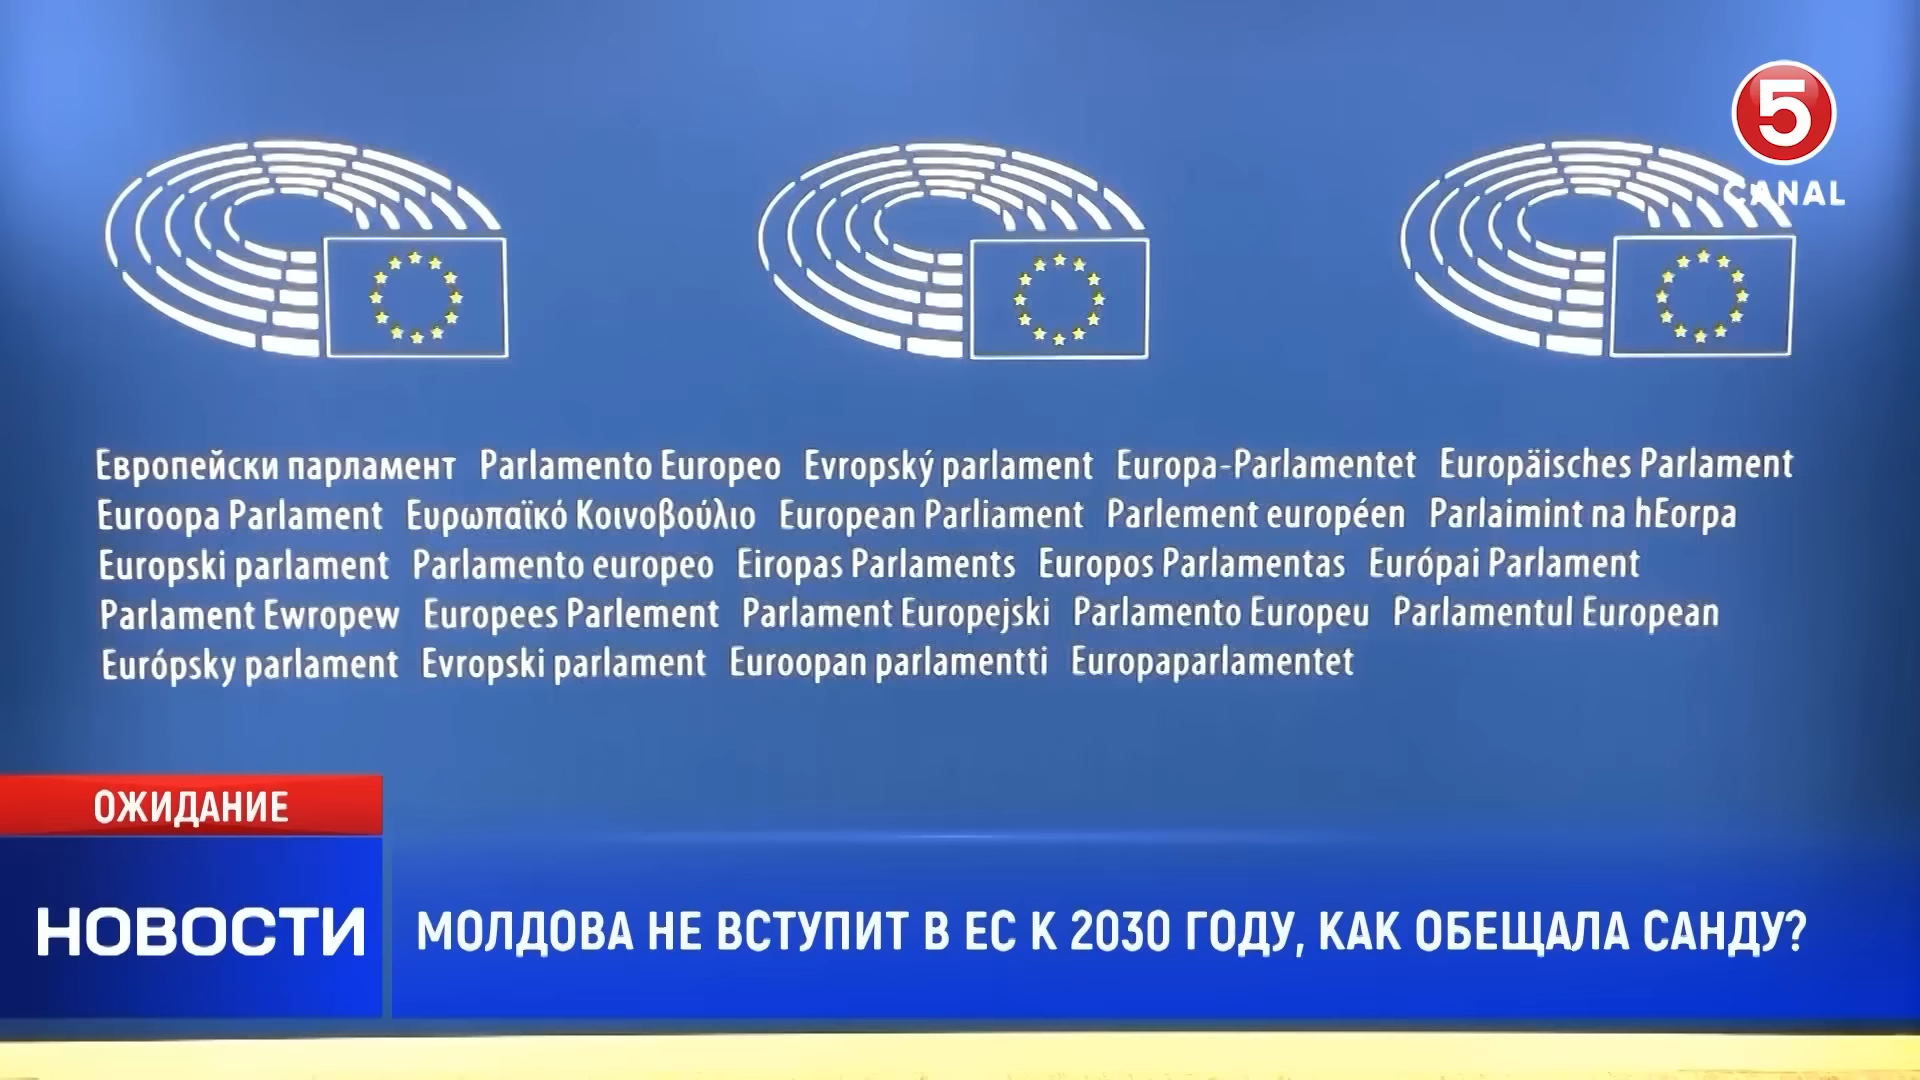 5
CANAL
Европейски парламент Parlamento Europeo Evropský parlament Europa-Parlamentet Europäisches Parlament
Euroopa Parlament Ευρωπαϊκό Κοινοβούλιο European Parliament Parlement européen Parlaimint na hEorpa
Europski parlament Parlamento europeo Eiropas Parlaments Europos Parlamentas Európai Parlament
Parlament Ewropew Europees Parlement Parlament Europejski Parlamento Europeu Parlamentul European
Európsky parlament Evropski parlament Euroopan parlamentti Europaparlamentet
ОЖИДАНИЕ
НОВОСТИ
МОЛДОВА НЕ ВСТУПИТ В ЕС К 2030 ГОДУ, КАК ОБЕЩАЛА САНДУ?